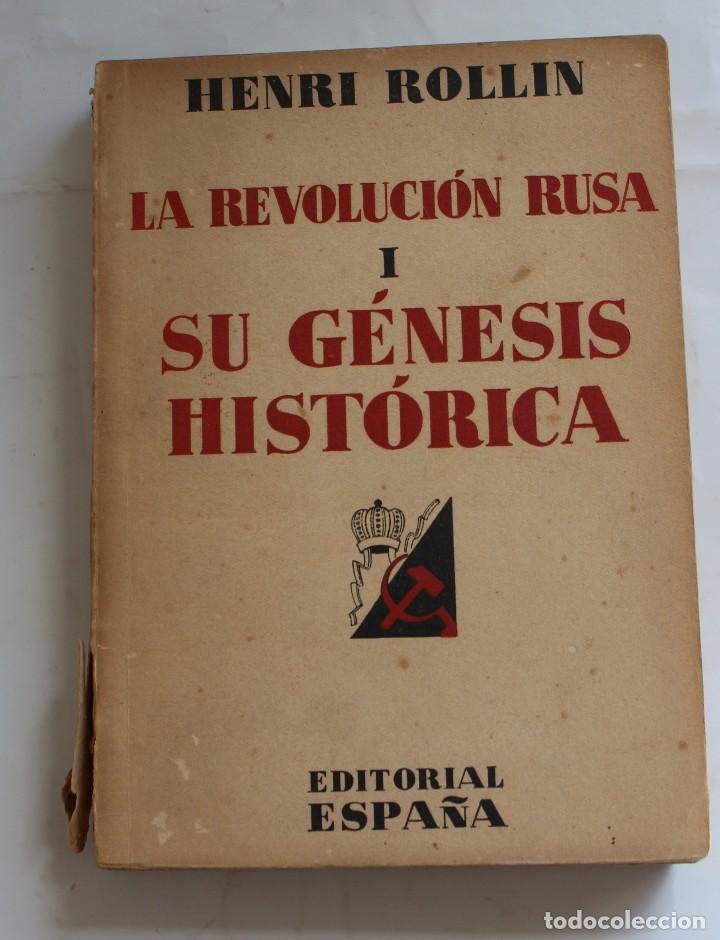 HENRI ROLLIN
LA REVOLUCIÓN RUSA
I
SU GÉNESIS
HISTÓRICA
EDITORIAL
ESPAÑA
todocoleccion